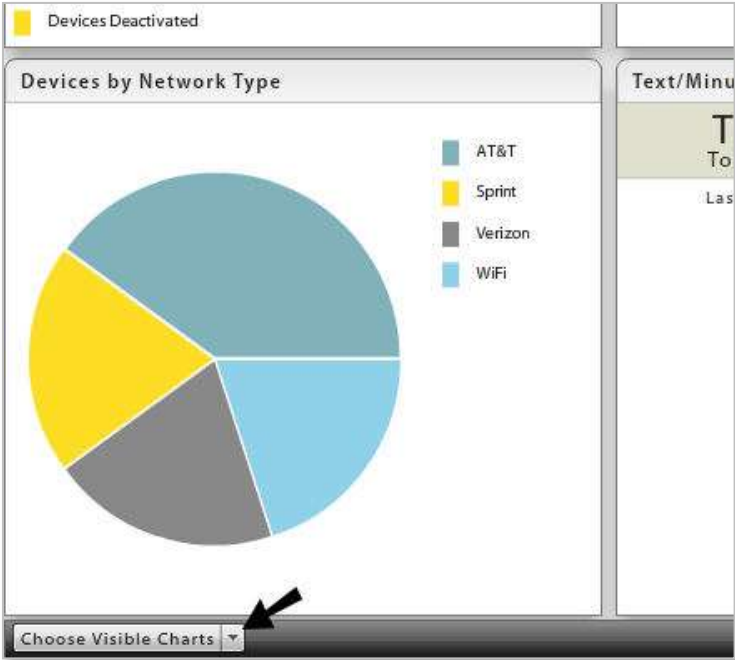 Devices Deactivated
Devices by Network Type
AT&T
Sprint
Verizon
WiFi
Text/Minu
T
To
Las
Choose Visible Charts